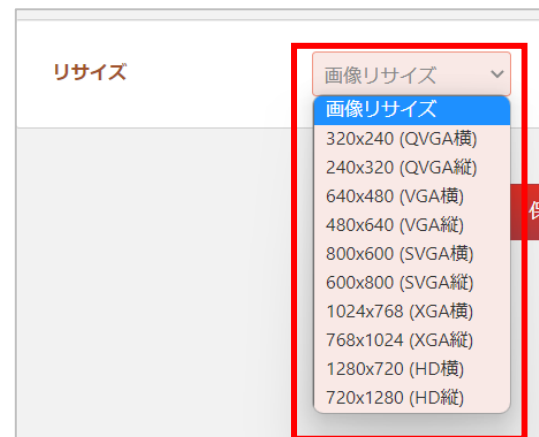 リサイズ
画像リサイズ
画像リサイズ
320x240 (QVGA横)
240x320 (QVGA縦)
640x480 (VGA横)
480x640 (VGA縦)
800x600 (SVGA横)
600x800 (SVGA縦)
1024x768 (XGA横)
768x1024 (XGA縦)
1280x720 (HD横)
720x1280 (HD縦)